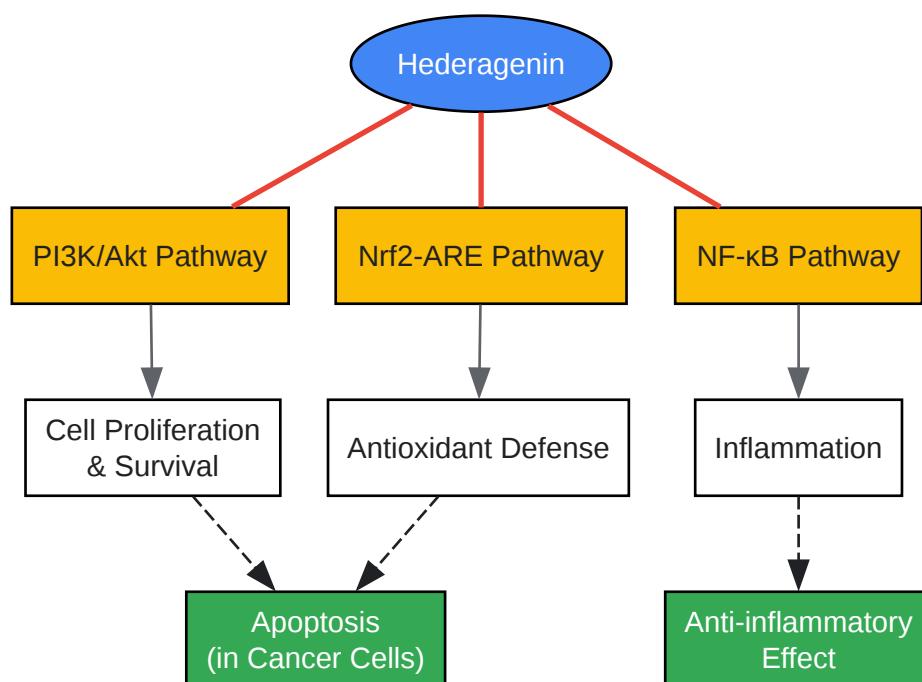 Hederagenin
PI3K/Akt Pathway
Nrf2-ARE Pathway
NF-κB Pathway
Cell Proliferation
& Survival
Antioxidant Defense
Inflammation
Apoptosis
(in Cancer Cells)
Anti-inflammatory
Effect